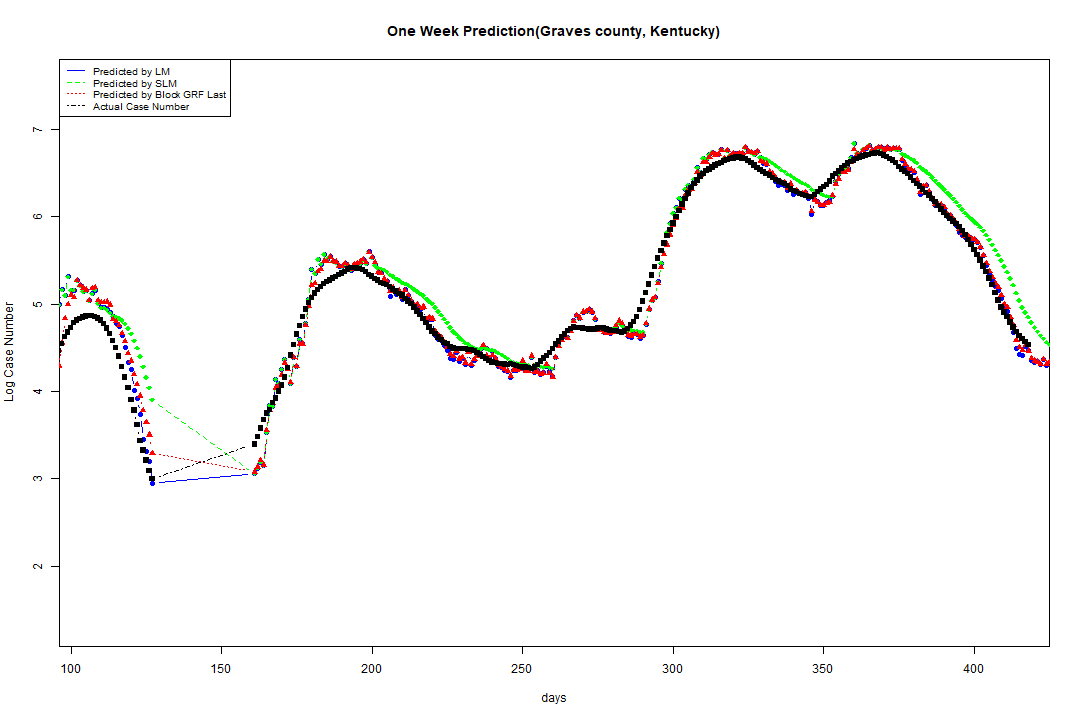 One Week Prediction(Graves county, Kentucky)
Predicted by LM
Predicted by SLM
Predicted by Block GRF Last
Actual Case Number
Log Case Number
7
6
5
4
3
2
100 150 200 250 300 350 400
days